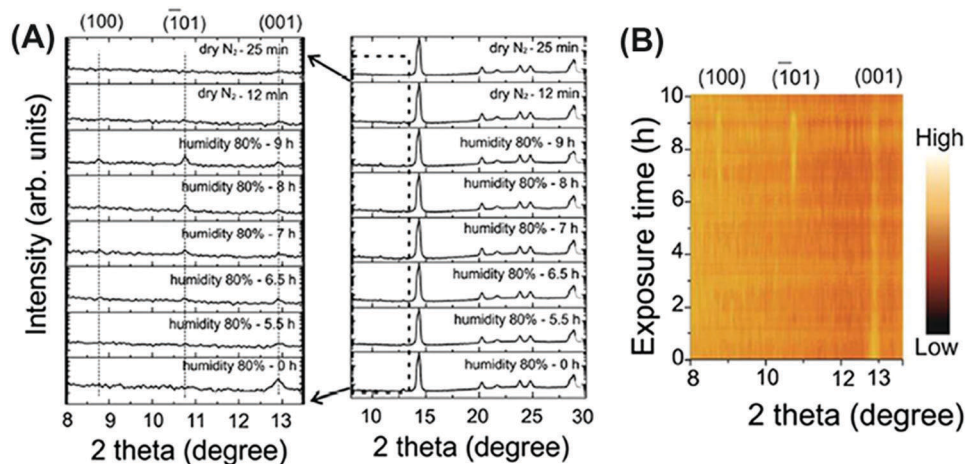 (A)
(100) (1̅01) (001)
Intensity (arb. units)
dry N₂ - 25 min
dry N₂ - 12 min
humidity 80% - 9 h
humidity 80% - 8 h
humidity 80% - 7 h
humidity 80% - 6.5 h
humidity 80% - 5.5 h
humidity 80% - 0 h
8 9 10 11 12 13
2 theta (degree)
dry N₂ - 25 min
dry N₂ - 12 min
humidity 80% - 9 h
humidity 80% - 8 h
humidity 80% - 7 h
humidity 80% - 6.5 h
humidity 80% - 5.5 h
humidity 80% - 0 h
10 15 20 25 30
2 theta (degree)
(B)
(100) (1̅01) (001)
Exposure time (h)
10
8
6
4
2
0
8 10 12 13
2 theta (degree)
High
Low